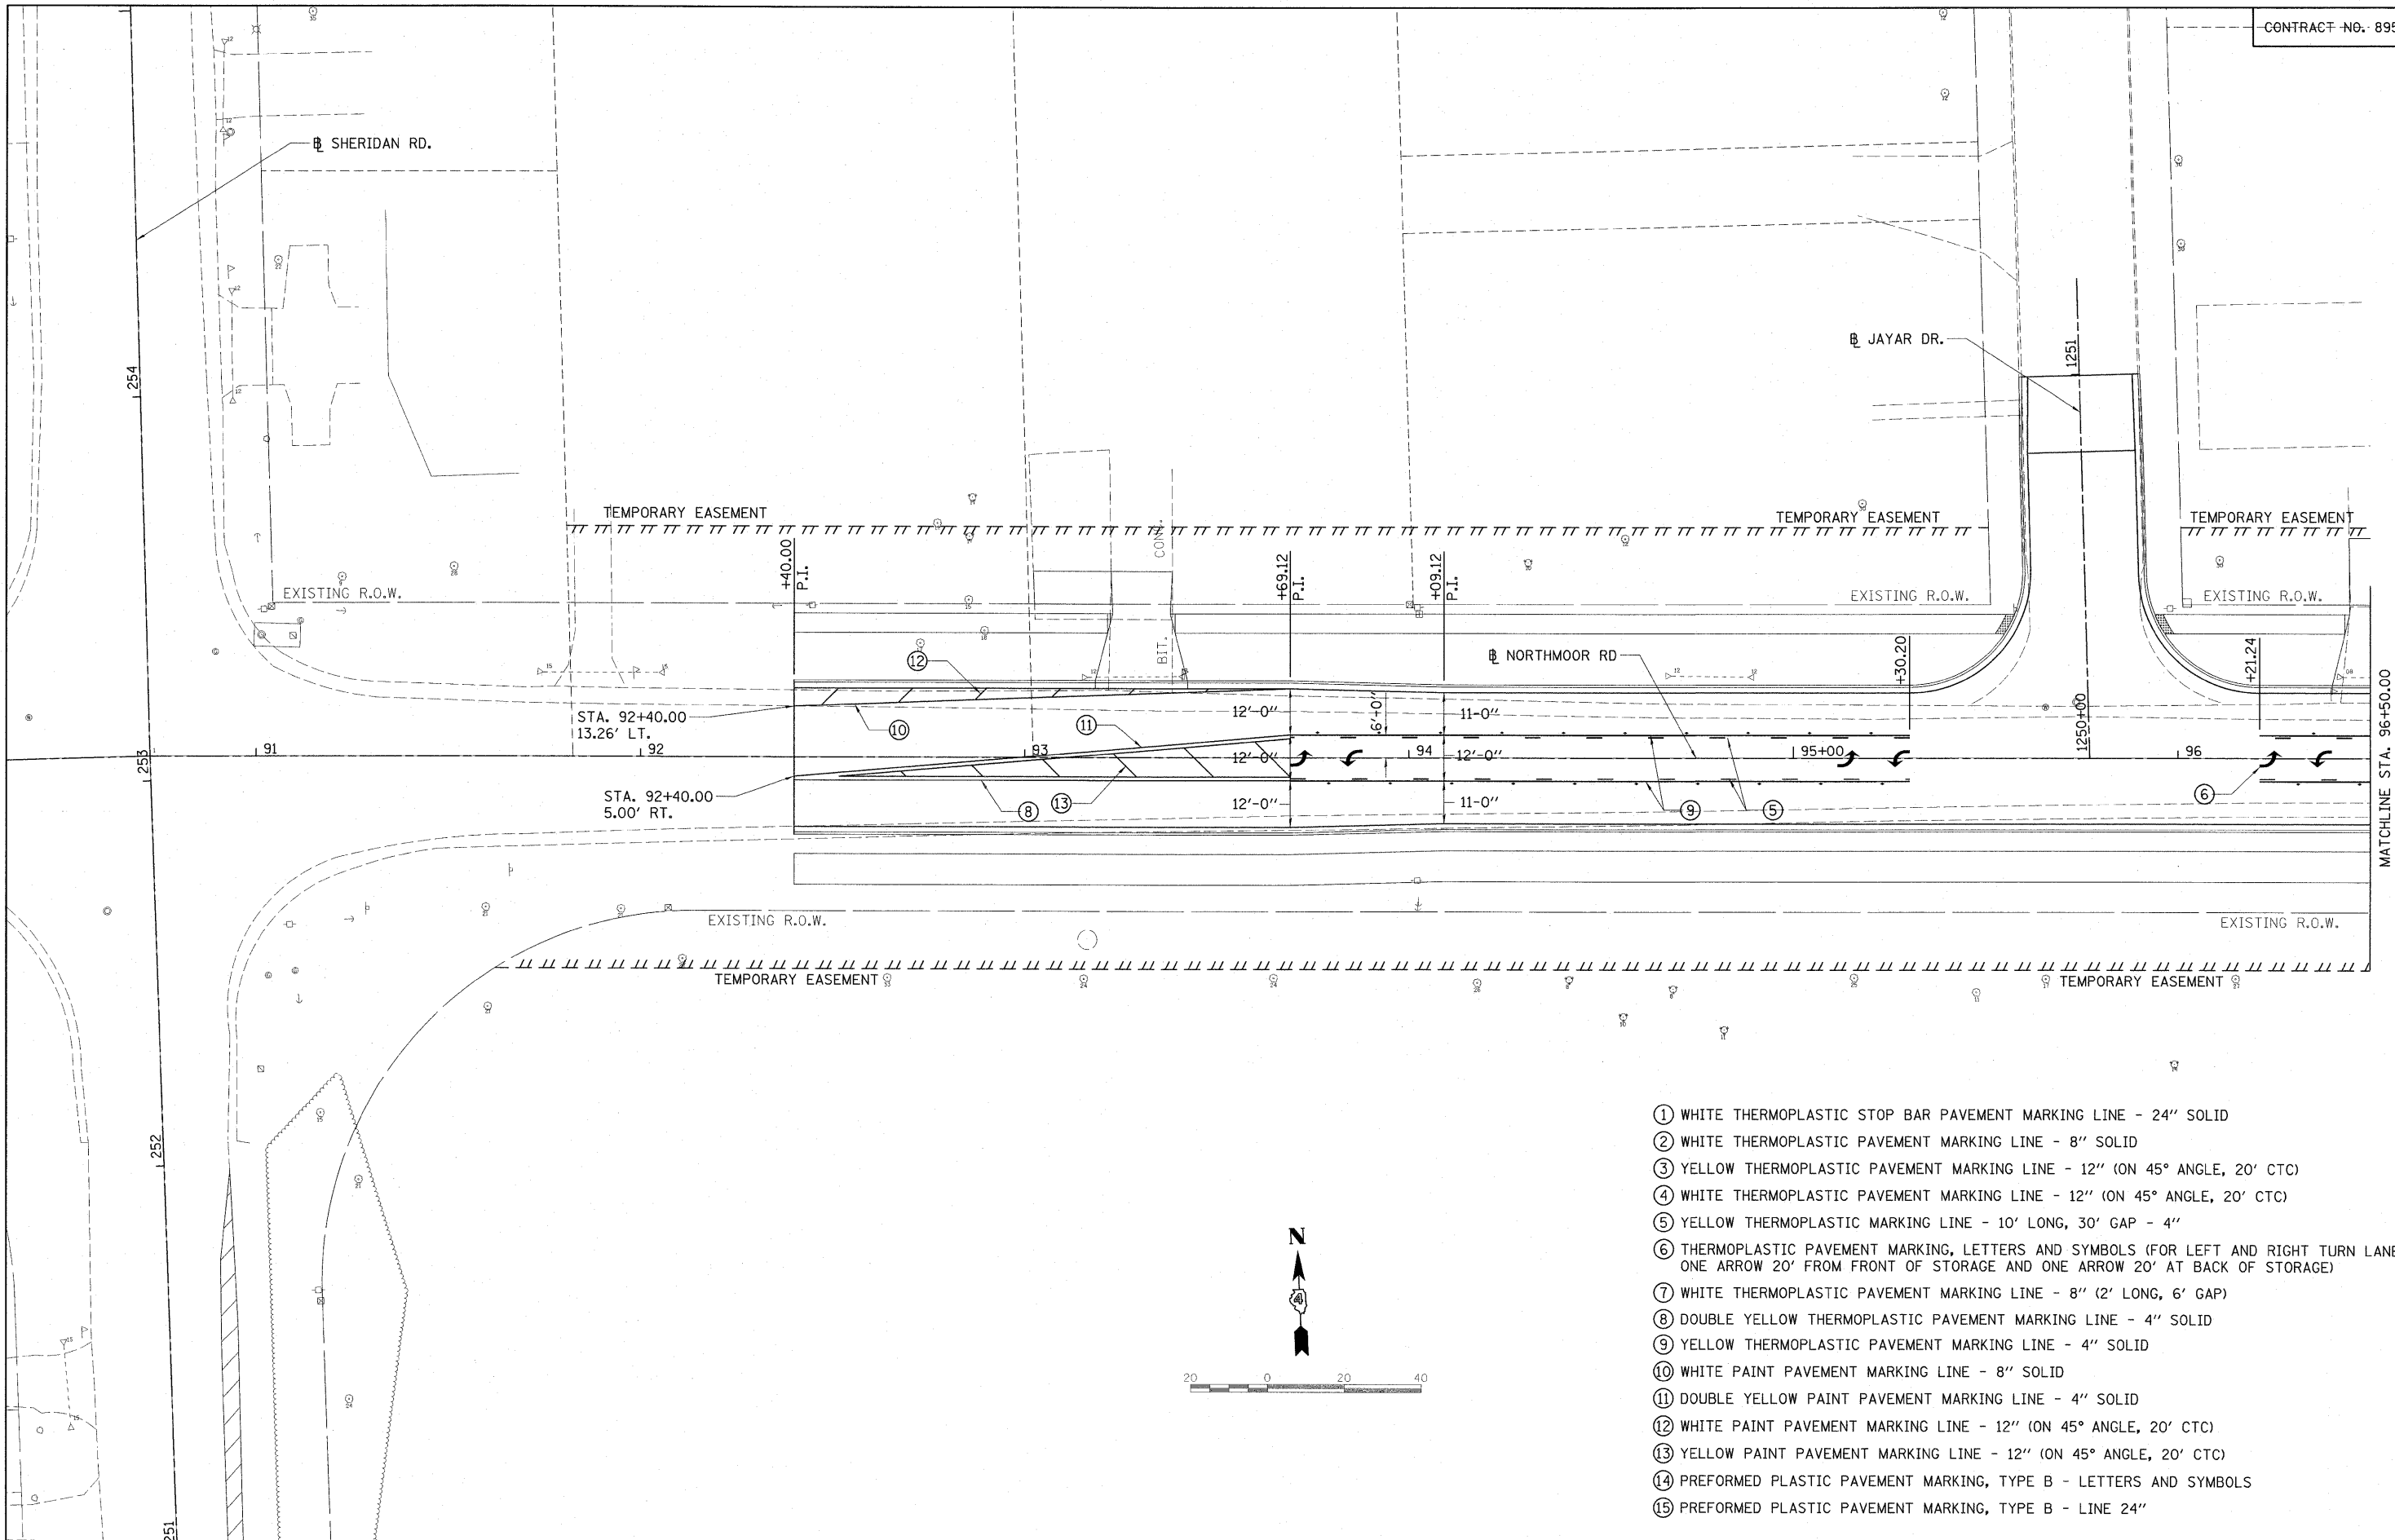 CONTRACT NO. 895
℄ SHERIDAN RD.
254
℄ JAYAR DR.
1251
TEMPORARY EASEMENT
TEMPORARY EASEMENT
TEMPORARY EASEMENT
+40.00
P.I.
CONC.
+69.12
P.I.
+09.12
P.I.
EXISTING R.O.W.
EXISTING R.O.W.
EXISTING R.O.W.
BIT.
12
℄ NORTHMOOR RD
+30.20
+21.24
MATCHLINE STA. 96+50.00
STA. 92+40.00
13.26' LT.
10
11
12'-0"
6'+0"
11-0"
253
91
92
93
12'-0"
94
12'-0"
95+00
1250+00
96
STA. 92+40.00
5.00' RT.
8
13
12'-0"
11-0"
9
5
6
EXISTING R.O.W.
EXISTING R.O.W.
TEMPORARY EASEMENT
TEMPORARY EASEMENT
252
251
N
4
20 0 20 40
1 WHITE THERMOPLASTIC STOP BAR PAVEMENT MARKING LINE - 24" SOLID
2 WHITE THERMOPLASTIC PAVEMENT MARKING LINE - 8" SOLID
3 YELLOW THERMOPLASTIC PAVEMENT MARKING LINE - 12" (ON 45° ANGLE, 20' CTC)
4 WHITE THERMOPLASTIC PAVEMENT MARKING LINE - 12" (ON 45° ANGLE, 20' CTC)
5 YELLOW THERMOPLASTIC MARKING LINE - 10' LONG, 30' GAP - 4"
6 THERMOPLASTIC PAVEMENT MARKING, LETTERS AND SYMBOLS (FOR LEFT AND RIGHT TURN LANE
ONE ARROW 20' FROM FRONT OF STORAGE AND ONE ARROW 20' AT BACK OF STORAGE)
7 WHITE THERMOPLASTIC PAVEMENT MARKING LINE - 8" (2' LONG, 6' GAP)
8 DOUBLE YELLOW THERMOPLASTIC PAVEMENT MARKING LINE - 4" SOLID
9 YELLOW THERMOPLASTIC PAVEMENT MARKING LINE - 4" SOLID
10 WHITE PAINT PAVEMENT MARKING LINE - 8" SOLID
11 DOUBLE YELLOW PAINT PAVEMENT MARKING LINE - 4" SOLID
12 WHITE PAINT PAVEMENT MARKING LINE - 12" (ON 45° ANGLE, 20' CTC)
13 YELLOW PAINT PAVEMENT MARKING LINE - 12" (ON 45° ANGLE, 20' CTC)
14 PREFORMED PLASTIC PAVEMENT MARKING, TYPE B - LETTERS AND SYMBOLS
15 PREFORMED PLASTIC PAVEMENT MARKING, TYPE B - LINE 24"